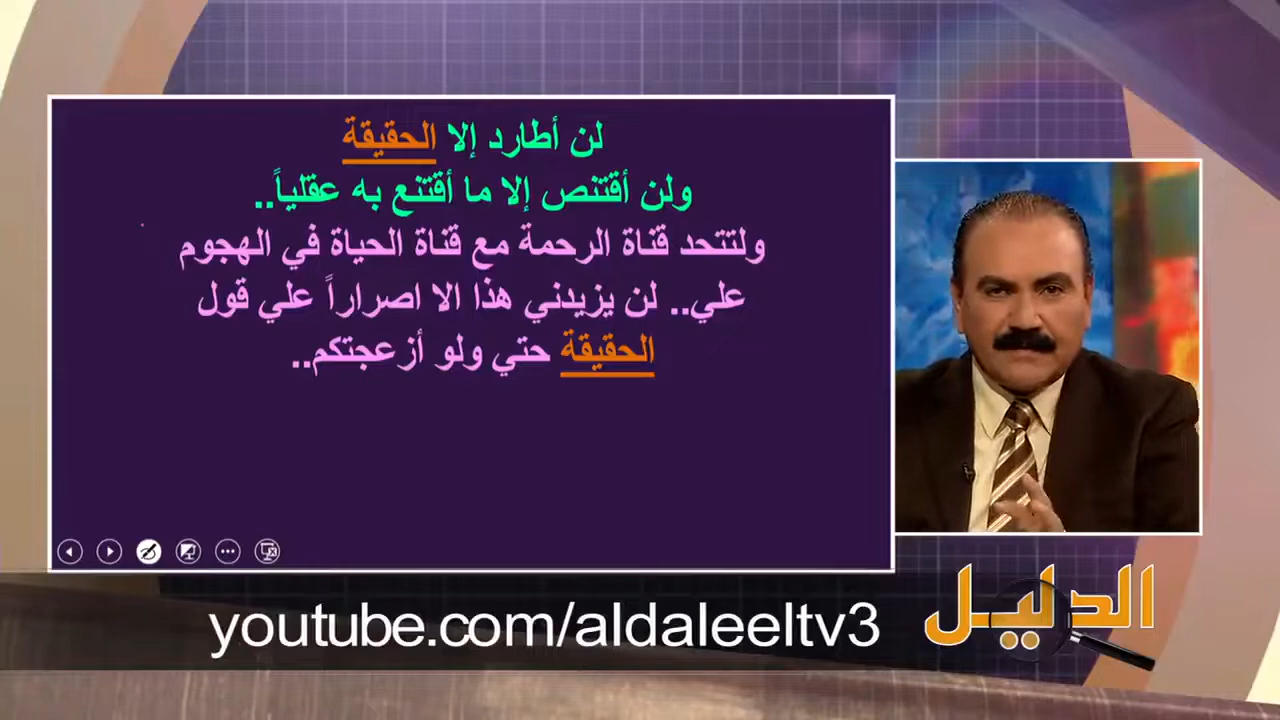 لن أطارد إلا الحقيقة
ولن أقتنص إلا ما أقتنع به عقلياً..
ولتتحد قناة الرحمة مع قناة الحياة في الهجوم
علي.. لن يزيدني هذا الا اصراراً علي قول
الحقيقة حتي ولو أزعجتكم..
الدليل
youtube.com/aldaleeltv3